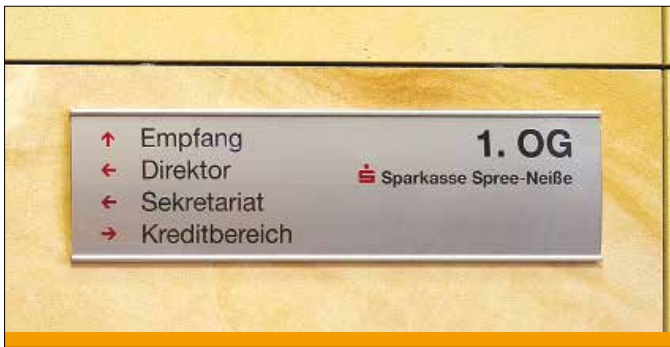 ↑ Empfang
← Direktor
← Sekretariat
→ Kreditbereich
1. OG
Sparkasse Spree-Neiße